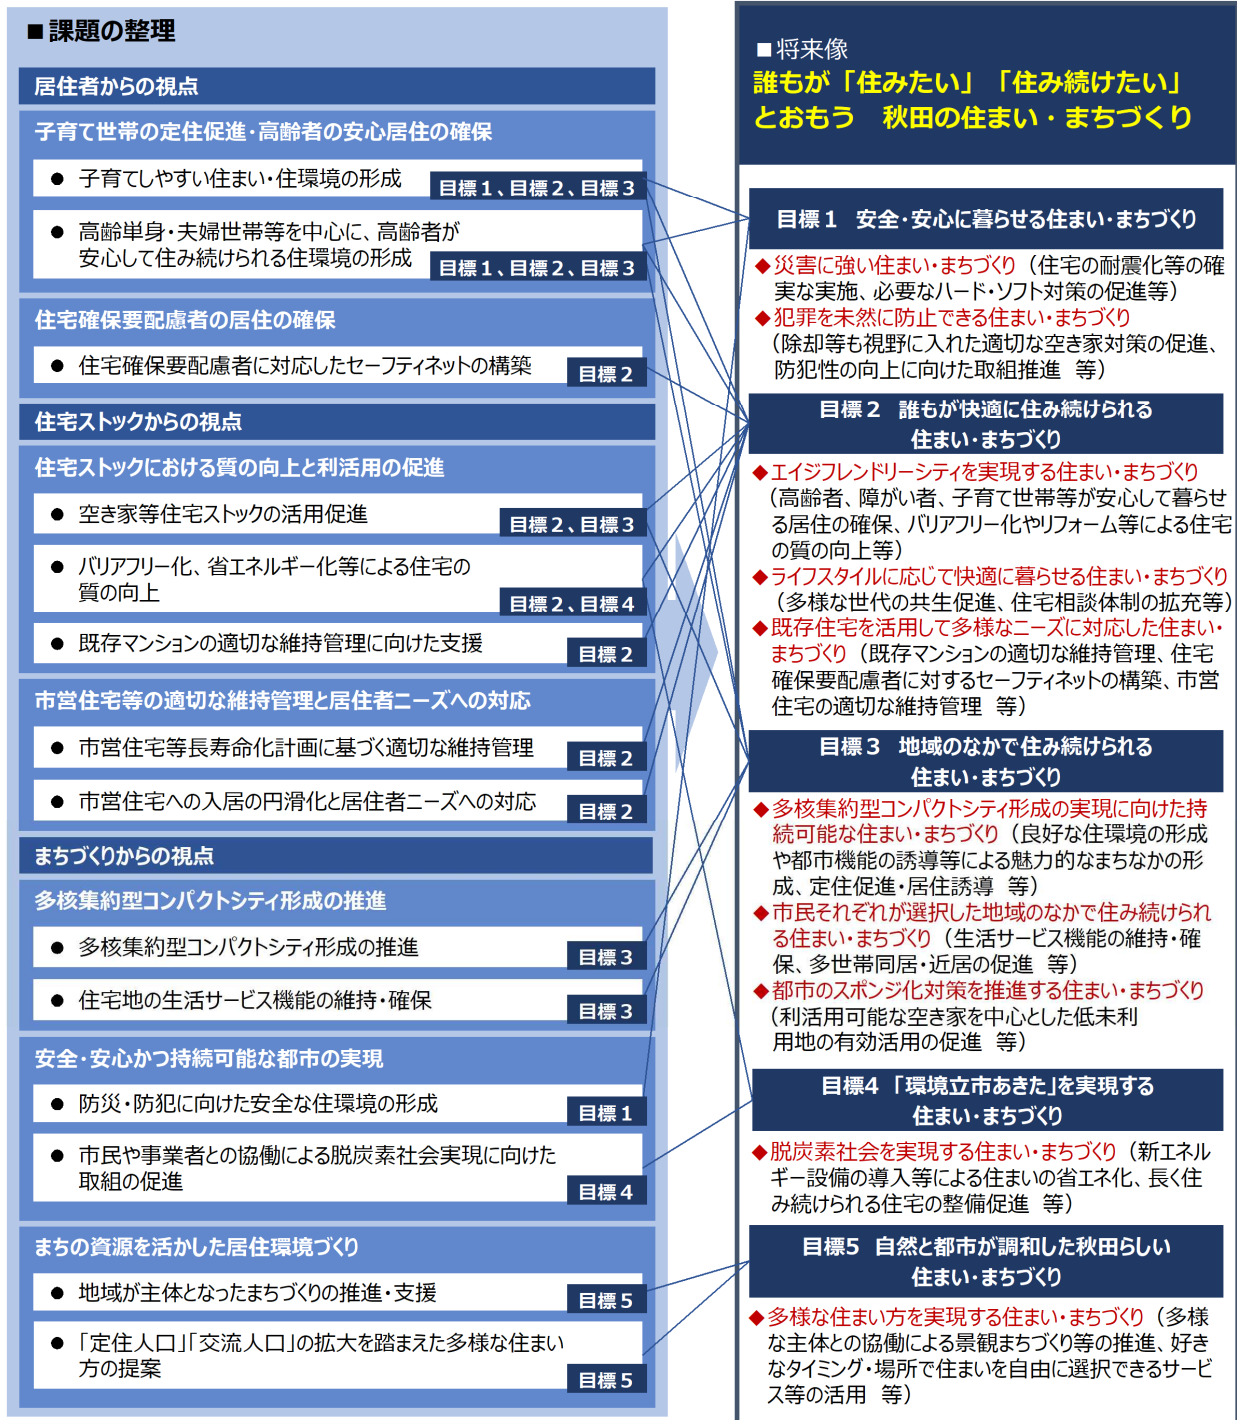 ■課題の整理
居住者からの視点
子育て世帯の定住促進・高齢者の安心居住の確保
● 子育てしやすい住まい・住環境の形成
目標１、目標２、目標３
● 高齢単身・夫婦世帯等を中心に、高齢者が
安心して住み続けられる住環境の形成
目標１、目標２、目標３
住宅確保要配慮者の居住の確保
● 住宅確保要配慮者に対応したセーフティネットの構築
目標２
住宅ストックからの視点
住宅ストックにおける質の向上と利活用の促進
● 空き家等住宅ストックの活用促進
目標２、目標３
● バリアフリー化、省エネルギー化等による住宅の
質の向上
目標２、目標４
● 既存マンションの適切な維持管理に向けた支援
目標２
市営住宅等の適切な維持管理と居住者ニーズへの対応
● 市営住宅等長寿命化計画に基づく適切な維持管理
目標２
● 市営住宅への入居の円滑化と居住者ニーズへの対応
目標２
まちづくりからの視点
多核集約型コンパクトシティ形成の推進
● 多核集約型コンパクトシティ形成の推進
目標３
● 住宅地の生活サービス機能の維持・確保
目標３
安全・安心かつ持続可能な都市の実現
● 防災・防犯に向けた安全な住環境の形成
目標１
● 市民や事業者との協働による脱炭素社会実現に向けた
取組の促進
目標４
まちの資源を活かした居住環境づくり
● 地域が主体となったまちづくりの推進・支援
目標５
● 「定住人口」「交流人口」の拡大を踏まえた多様な住まい
方の提案
目標５
■将来像
誰もが「住みたい」「住み続けたい」
とおもう　秋田の住まい・まちづくり
目標１　安全・安心に暮らせる住まい・まちづくり
◆災害に強い住まい・まちづくり（住宅の耐震化等の確
実な実施、必要なハード・ソフト対策の促進等）
◆犯罪を未然に防止できる住まい・まちづくり
（除却等も視野に入れた適切な空き家対策の促進、
防犯性の向上に向けた取組推進　等）
目標２　誰もが快適に住み続けられる
住まい・まちづくり
◆エイジフレンドリーシティを実現する住まい・まちづくり
（高齢者、障がい者、子育て世帯等が安心して暮らせ
る居住の確保、バリアフリー化やリフォーム等による住宅
の質の向上等）
◆ライフスタイルに応じて快適に暮らせる住まい・まちづくり
（多様な世代の共生促進、住宅相談体制の拡充等）
◆既存住宅を活用して多様なニーズに対応した住まい・
まちづくり（既存マンションの適切な維持管理、住宅
確保要配慮者に対するセーフティネットの構築、市営
住宅の適切な維持管理　等）
目標３　地域のなかで住み続けられる
住まい・まちづくり
◆多核集約型コンパクトシティ形成の実現に向けた持
続可能な住まい・まちづくり（良好な住環境の形成
や都市機能の誘導等による魅力的なまちなかの形
成、定住促進・居住誘導　等）
◆市民それぞれが選択した地域のなかで住み続けられ
る住まい・まちづくり（生活サービス機能の維持・確
保、多世帯同居・近居の促進　等）
◆都市のスポンジ化対策を推進する住まい・まちづくり
（利活用可能な空き家を中心とした低未利
用地の有効活用の促進　等）
目標4　「環境立市あきた」を実現する
住まい・まちづくり
◆脱炭素社会を実現する住まい・まちづくり（新エネル
ギー設備の導入等による住まいの省エネ化、長く住
み続けられる住宅の整備促進　等）
目標5　自然と都市が調和した秋田らしい
住まい・まちづくり
◆多様な住まい方を実現する住まい・まちづくり（多様
な主体との協働による景観まちづくり等の推進、好き
なタイミング・場所で住まいを自由に選択できるサービ
ス等の活用　等）